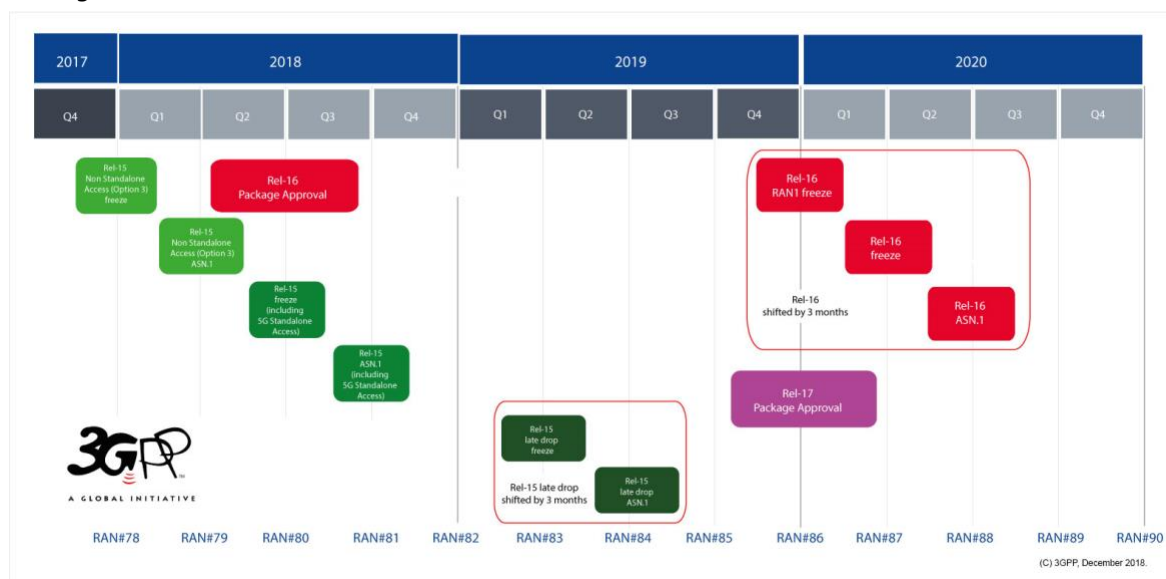 2017
2018
2019
2020
Q4
Q1
Q2
Q3
Q4
Q1
Q2
Q3
Q4
Q1
Q2
Q3
Q4
Rel-15
Non Standalone
Access (Option 3)
freeze
Rel-16
Package Approval
Rel-15
Non Standalone
Access (Option 3)
ASN.1
Rel-15
freeze
(including
5G Standalone
Access)
Rel-15
ASN.1
(including
5G Standalone
Access)
Rel-16
RAN1 freeze
Rel-16
freeze
Rel-16
shifted by 3 months
Rel-16
ASN.1
Rel-17
Package Approval
Rel-15
late drop
freeze
Rel-15 late drop
shifted by 3 months
Rel-15
late drop
ASN.1
3GPP
TM
A GLOBAL INITIATIVE
RAN#78
RAN#79
RAN#80
RAN#81
RAN#82
RAN#83
RAN#84
RAN#85
RAN#86
RAN#87
RAN#88
RAN#89
RAN#90
(C) 3GPP, December 2018.